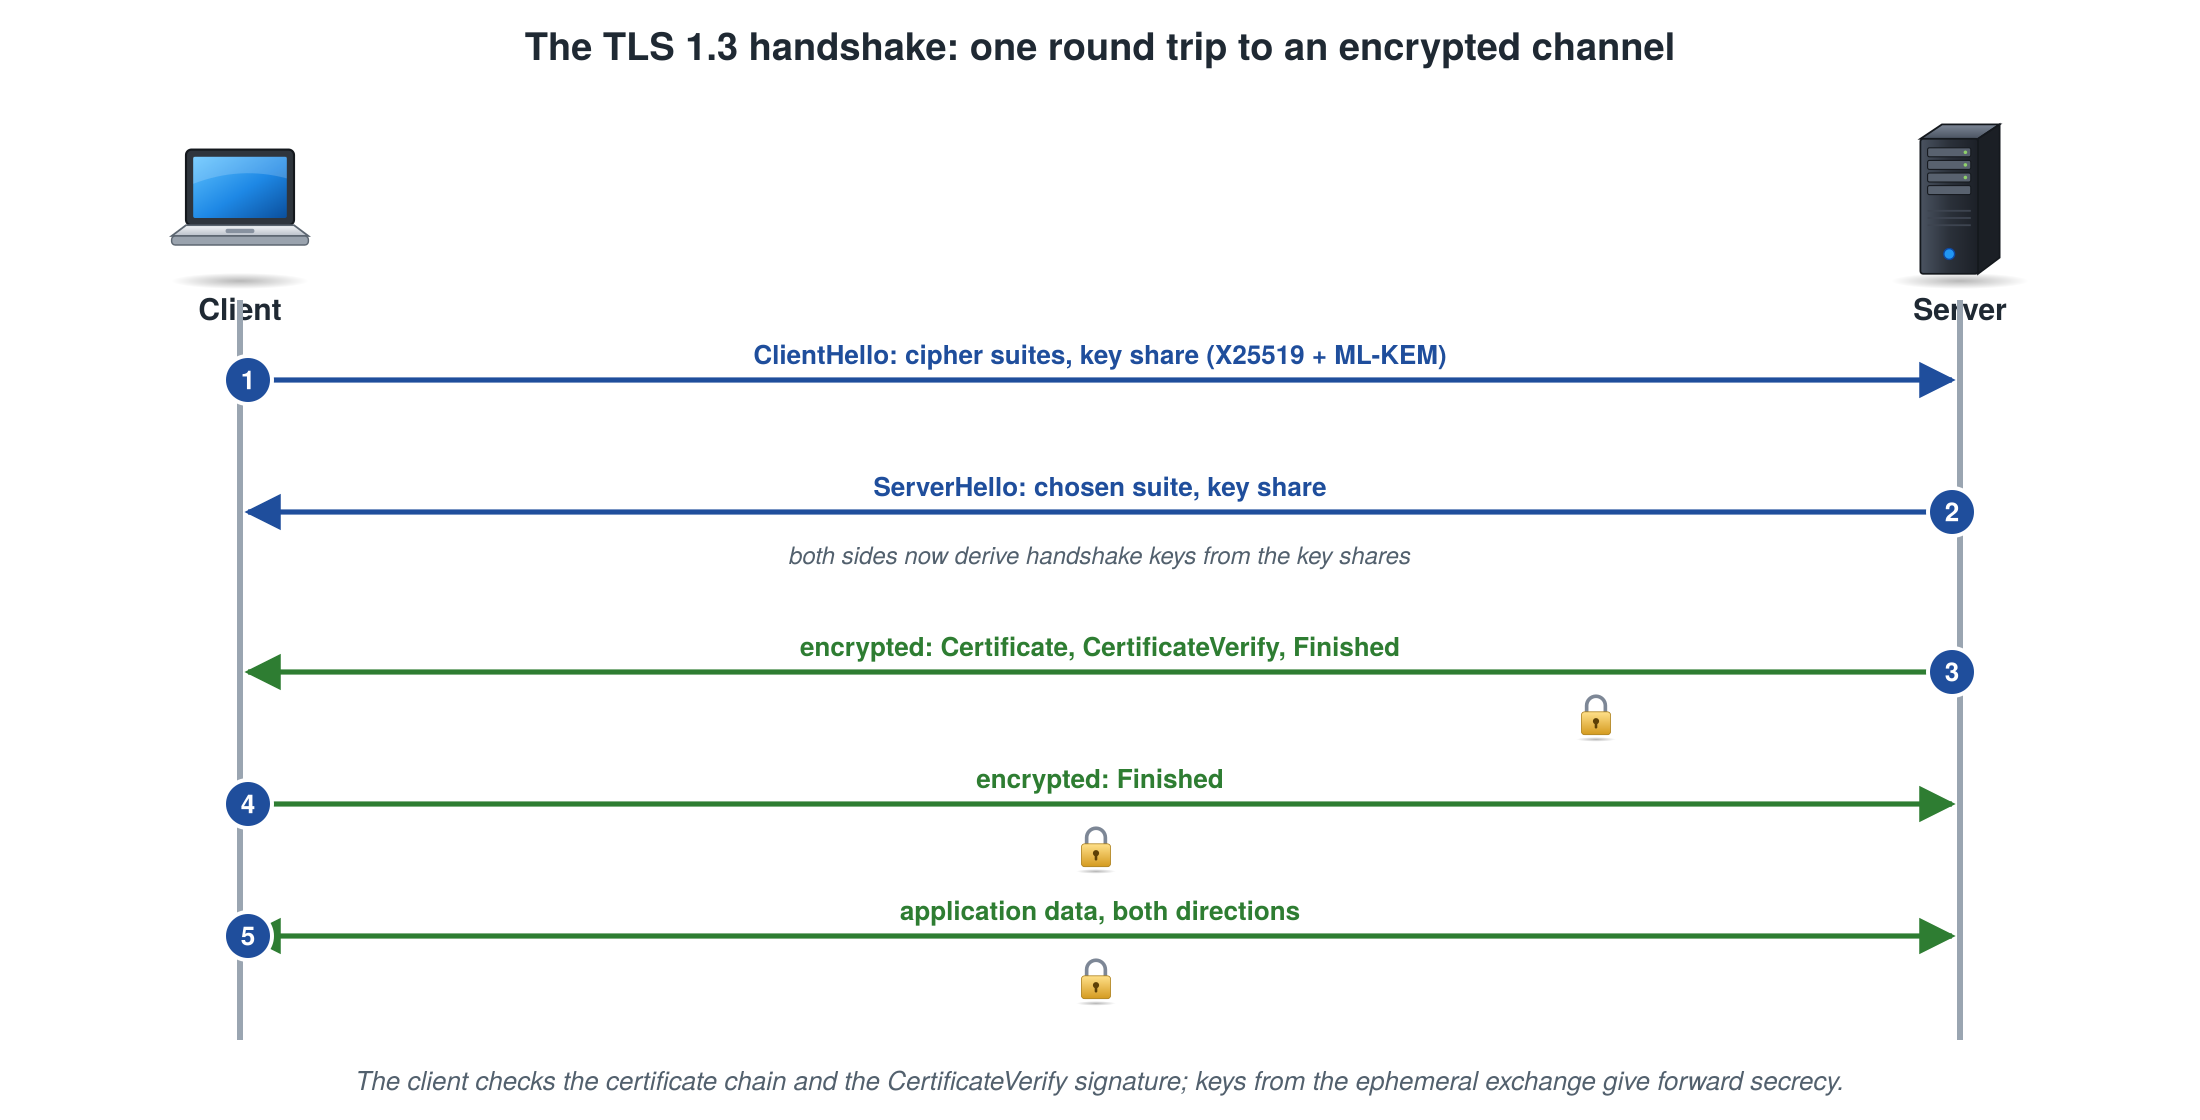 The TLS 1.3 handshake: one round trip to an encrypted channel
Client
Server
ClientHello: cipher suites, key share (X25519 + ML-KEM)
1
ServerHello: chosen suite, key share
2
both sides now derive handshake keys from the key shares
encrypted: Certificate, CertificateVerify, Finished
3
encrypted: Finished
4
application data, both directions
5
The client checks the certificate chain and the CertificateVerify signature; keys from the ephemeral exchange give forward secrecy.